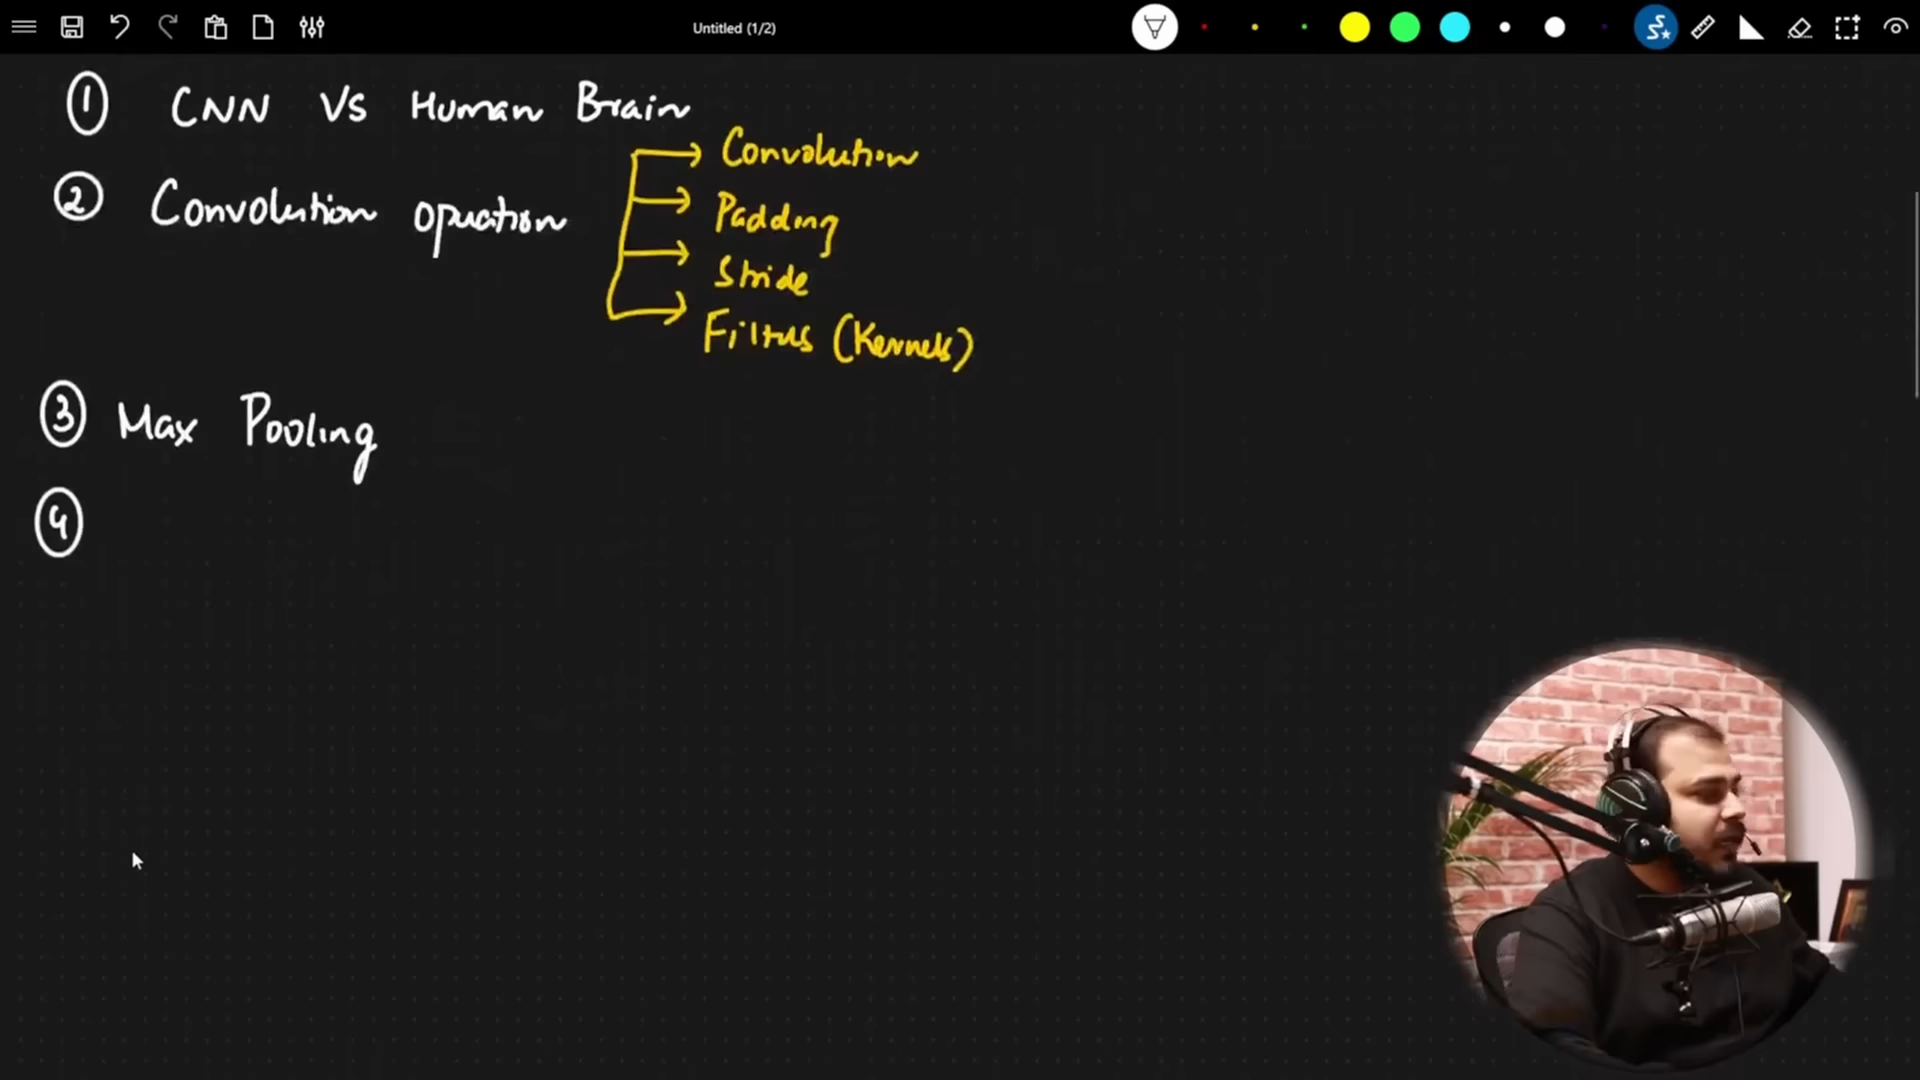 Untitled (1/2)
① CNN Vs Human Brain
② Convolution opuation
Convolution
Padding
Stride
Filtus (Kernels)
③ Max Pooling
④